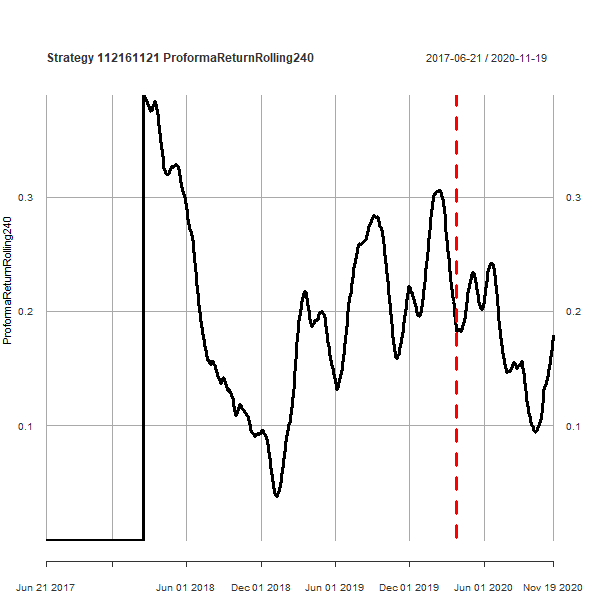 Strategy 112161121 ProformaReturnRolling240
2017-06-21 / 2020-11-19
ProformaReturnRolling240
0.3
0.3
0.2
0.2
0.1
0.1
Jun 21 2017
Jun 01 2018
Dec 01 2018
Jun 01 2019
Dec 01 2019
Jun 01 2020
Nov 19 2020